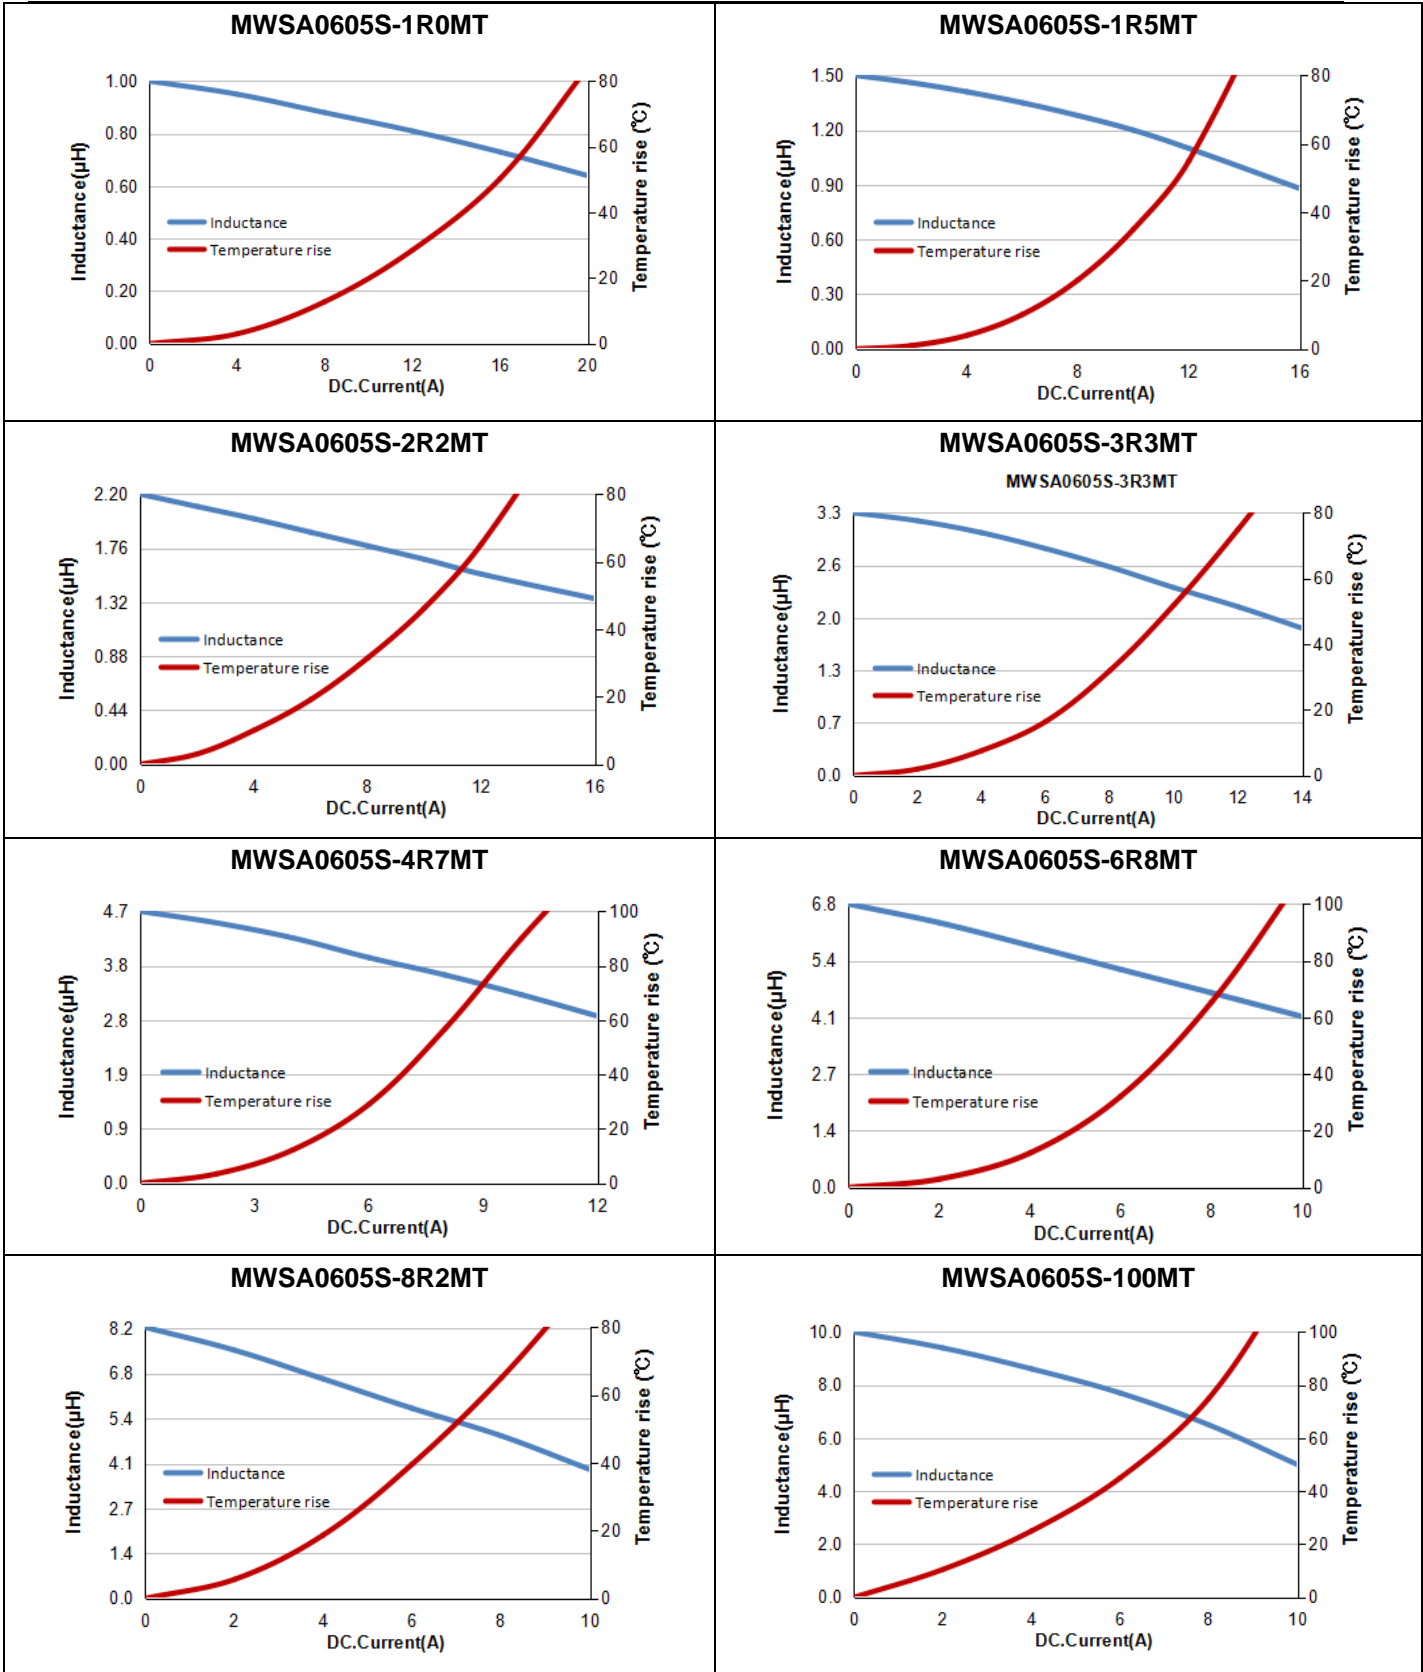 MWSA0605S-1R0MT
1.00
0.80
0.60
0.40
0.20
0.00
Inductance(μH)
Inductance
Temperature rise
80
60
40
20
0
Temperature rise (℃)
0 4 8 12 16 20
DC.Current(A)
MWSA0605S-1R5MT
1.50
1.20
0.90
0.60
0.30
0.00
Inductance(μH)
Inductance
Temperature rise
80
60
40
20
0
Temperature rise (℃)
0 4 8 12 16
DC.Current(A)
MWSA0605S-2R2MT
2.20
1.76
1.32
0.88
0.44
0.00
Inductance(μH)
Inductance
Temperature rise
80
60
40
20
0
Temperature rise (℃)
0 4 8 12 16
DC.Current(A)
MWSA0605S-3R3MT
MWSA0605S-3R3MT
3.3
2.6
2.0
1.3
0.7
0.0
Inductance(μH)
Inductance
Temperature rise
80
60
40
20
0
Temperature rise (℃)
0 2 4 6 8 10 12 14
DC.Current(A)
MWSA0605S-4R7MT
4.7
3.8
2.8
1.9
0.9
0.0
Inductance(μH)
Inductance
Temperature rise
100
80
60
40
20
0
Temperature rise (℃)
0 3 6 9 12
DC.Current(A)
MWSA0605S-6R8MT
6.8
5.4
4.1
2.7
1.4
0.0
Inductance(μH)
Inductance
Temperature rise
100
80
60
40
20
0
Temperature rise (℃)
0 2 4 6 8 10
DC.Current(A)
MWSA0605S-8R2MT
8.2
6.8
5.4
4.1
2.7
1.4
0.0
Inductance(μH)
Inductance
Temperature rise
80
60
40
20
0
Temperature rise (℃)
0 2 4 6 8 10
DC.Current(A)
MWSA0605S-100MT
10.0
8.0
6.0
4.0
2.0
0.0
Inductance(μH)
Inductance
Temperature rise
100
80
60
40
20
0
Temperature rise (℃)
0 2 4 6 8 10
DC.Current(A)